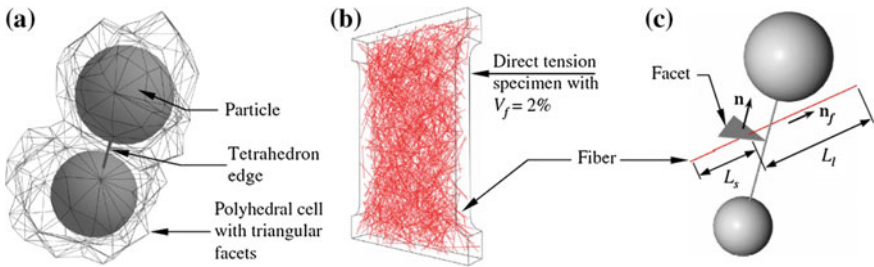 (a)
Particle
Tetrahedron
edge
Polyhedral cell
with triangular
facets
(b)
Direct tension
specimen with
V_f = 2%
Fiber
(c)
Facet
n
n_f
L_s
L_l